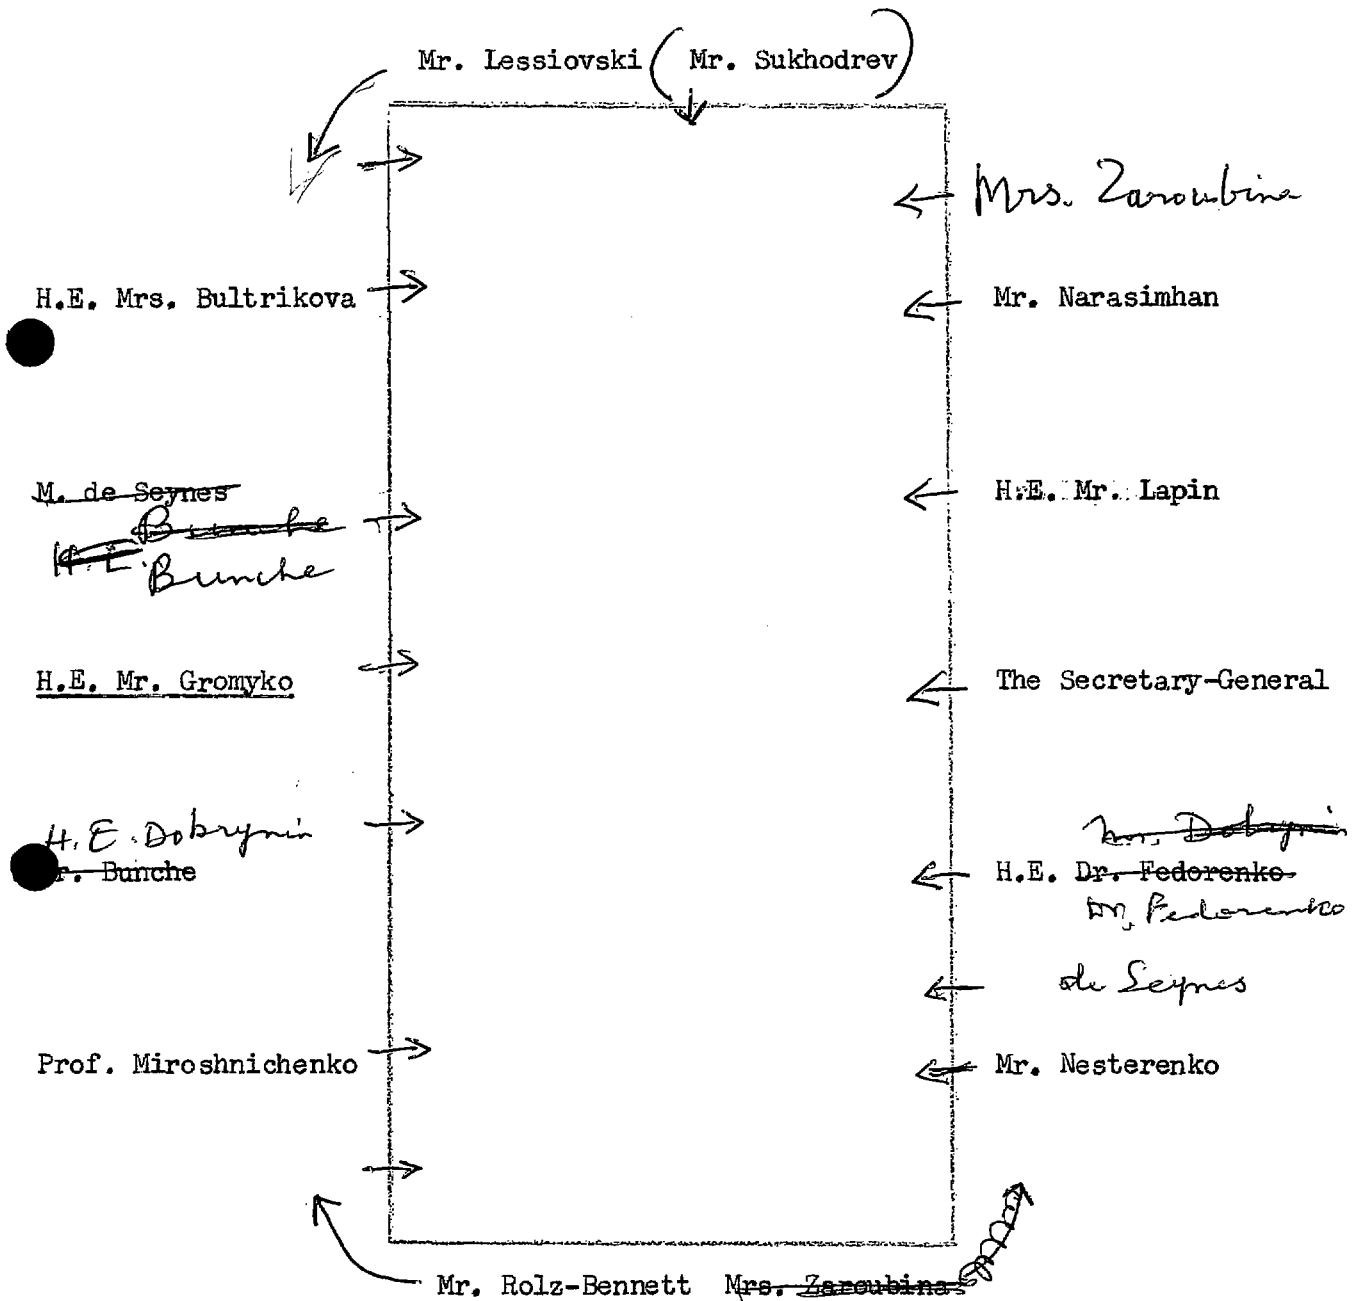 Mr. Lessiovski (Mr. Sukhodrev)
Mrs. Zaroubina
H.E. Mrs. Bultrikova
Mr. Narasimhan
M. de Seynes
H.E. Mr. Lapin
Bunche
H.E.
Bunche
H.E. Mr. Gromyko
The Secretary-General
H.E. Dobrynin
Mr. Dobrynin
r. Bunche
H.E. Dr. Fedorenko
Dr. Fedorenko
de Seynes
Prof. Miroshnichenko
Mr. Nesterenko
Mr. Rolz-Bennett Mrs. Zaroubina